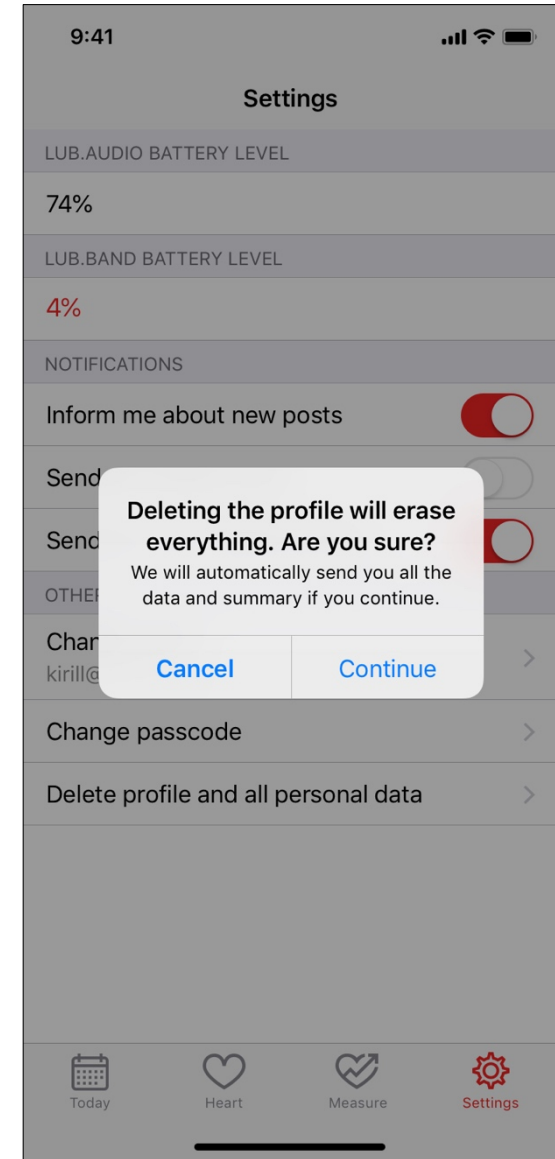 9:41
Settings
LUB.AUDIO BATTERY LEVEL
74%
LUB.BAND BATTERY LEVEL
4%
NOTIFICATIONS
Inform me about new posts
Send
Send
Deleting the profile will erase
everything. Are you sure?
We will automatically send you all the
data and summary if you continue.
Cancel
Continue
Change passcode
Delete profile and all personal data
Today
Heart
Measure
Settings